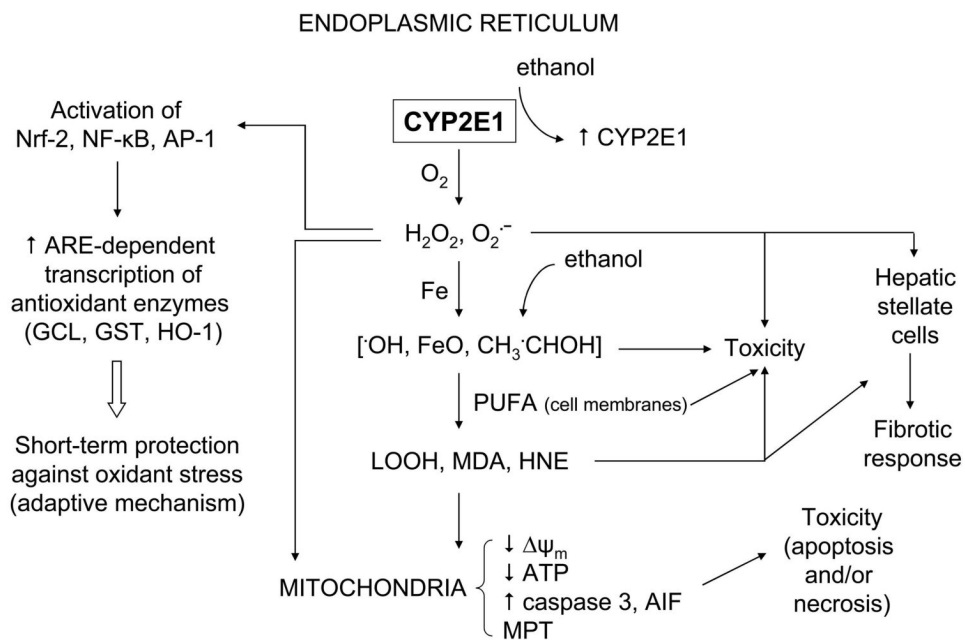 ENDOPLASMIC RETICULUM
ethanol
CYP2E1
↑ CYP2E1
Activation of
Nrf-2, NF-κB, AP-1
O₂
↑ ARE-dependent
transcription of
antioxidant enzymes
(GCL, GST, HO-1)
H₂O₂, O₂·⁻
Fe
ethanol
Hepatic
stellate
cells
[·OH, FeO, CH₃·CHOH]
Toxicity
PUFA (cell membranes)
Short-term protection
against oxidant stress
(adaptive mechanism)
LOOH, MDA, HNE
Fibrotic
response
MITOCHONDRIA
↓ ΔΨₘ
↓ ATP
↑ caspase 3, AIF
MPT
Toxicity
(apoptosis
and/or
necrosis)